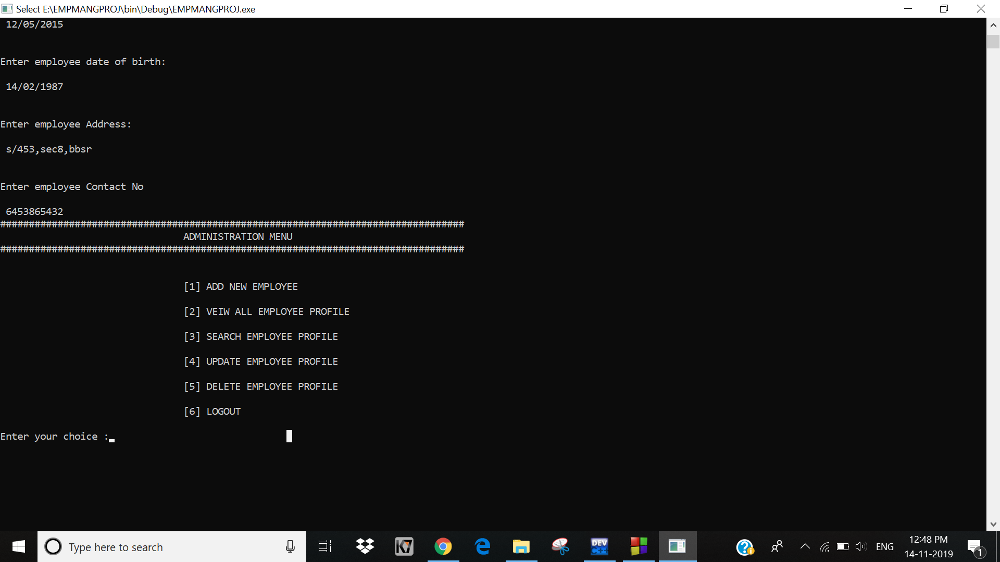 Select E:\EMPMANGPROJ\bin\Debug\EMPMANGPROJ.exe
12/05/2015
Enter employee date of birth:
14/02/1987
Enter employee Address:
s/453,sec8,bbsr
Enter employee Contact No
6453865432
#################################################################################
ADMINISTRATION MENU
#################################################################################
[1] ADD NEW EMPLOYEE
[2] VEIW ALL EMPLOYEE PROFILE
[3] SEARCH EMPLOYEE PROFILE
[4] UPDATE EMPLOYEE PROFILE
[5] DELETE EMPLOYEE PROFILE
[6] LOGOUT
Enter your choice :
Type here to search
K7
DEV
C++
ENG
12:48 PM
14-11-2019
1